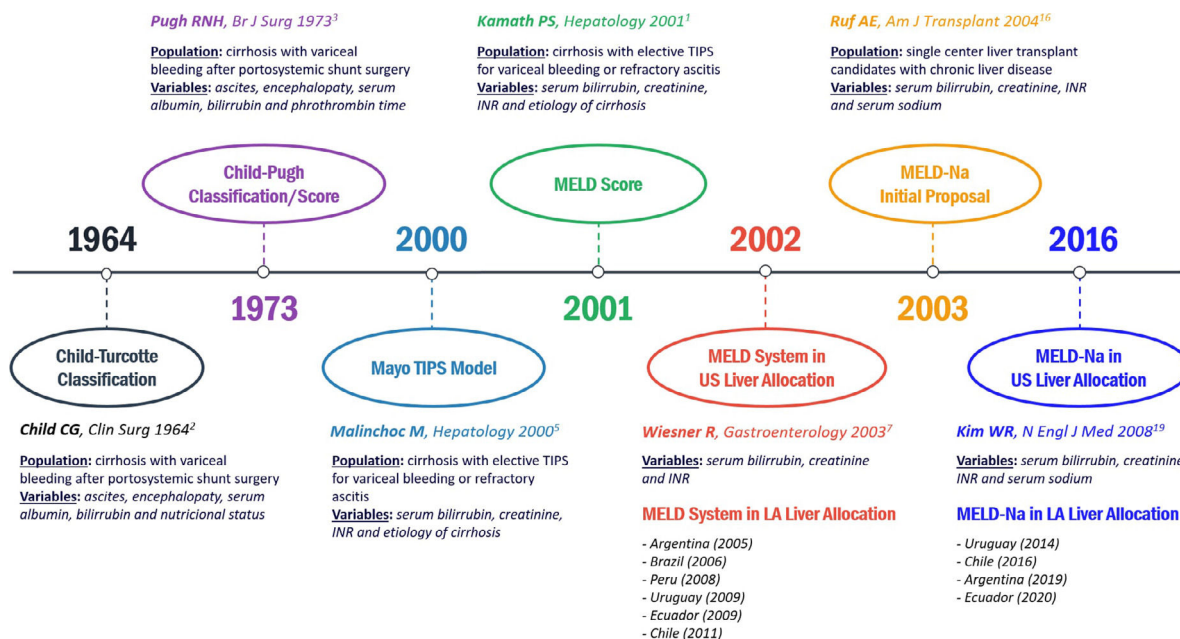 Pugh RNH, Br J Surg 1973³
Population: cirrhosis with variceal
bleeding after portosystemic shunt surgery
Variables: ascites, encephalopaty, serum
albumin, bilirrubin and phrothrombin time
Kamath PS, Hepatology 2001¹
Population: cirrhosis with elective TIPS
for variceal bleeding or refractory ascitis
Variables: serum bilirrubin, creatinine,
INR and etiology of cirrhosis
Ruf AE, Am J Transplant 2004¹⁶
Population: single center liver transplant
candidates with chronic liver disease
Variables: serum bilirrubin, creatinine, INR
and serum sodium
Child-Pugh
Classification/Score
MELD Score
MELD-Na
Initial Proposal
1964
2000
2002
2016
1973
2001
2003
Child-Turcotte
Classification
Mayo TIPS Model
MELD System in
US Liver Allocation
MELD-Na in
US Liver Allocation
Child CG, Clin Surg 1964²
Population: cirrhosis with variceal
bleeding after portosystemic shunt surgery
Variables: ascites, encephalopaty, serum
albumin, bilirrubin and nutricional status
Malinchoc M, Hepatology 2000⁵
Population: cirrhosis with elective TIPS
for variceal bleeding or refractory
ascitis
Variables: serum bilirrubin, creatinine,
INR and etiology of cirrhosis
Wiesner R, Gastroenterology 2003⁷
Variables: serum bilirrubin, creatinine
and INR
MELD System in LA Liver Allocation
- Argentina (2005)
- Brazil (2006)
- Peru (2008)
- Uruguay (2009)
- Ecuador (2009)
- Chile (2011)
Kim WR, N Engl J Med 2008¹⁹
Variables: serum bilirrubin, creatinine
INR and serum sodium
MELD-Na in LA Liver Allocation
- Uruguay (2014)
- Chile (2016)
- Argentina (2019)
- Ecuador (2020)